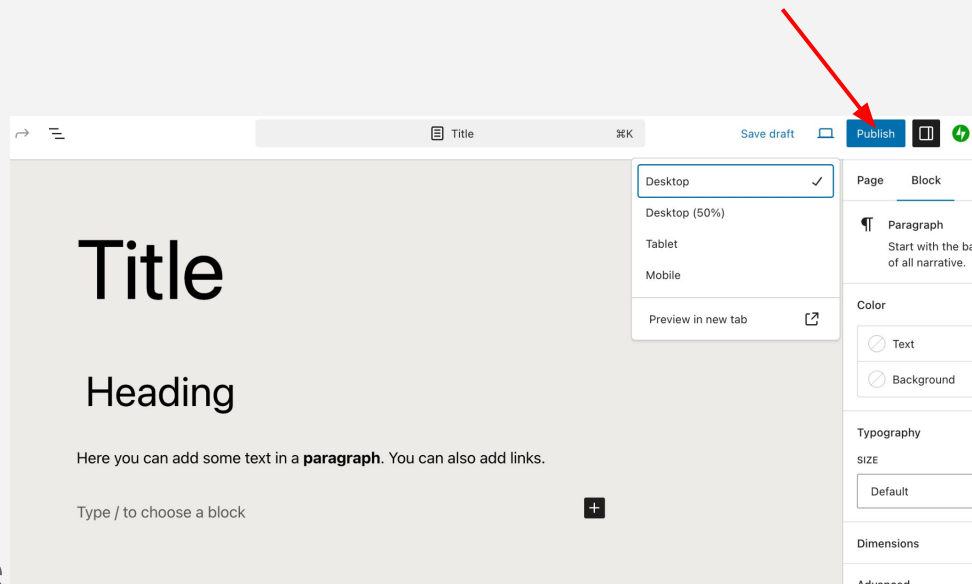 Title ⌘K
Save draft
Publish
Desktop
Desktop (50%)
Tablet
Mobile
Preview in new tab
Title
Heading
Here you can add some text in a paragraph. You can also add links.
Type / to choose a block
Page Block
Paragraph
Start with the ba
of all narrative.
Color
Text
Background
Typography
SIZE
Default
Dimensions
Advanced